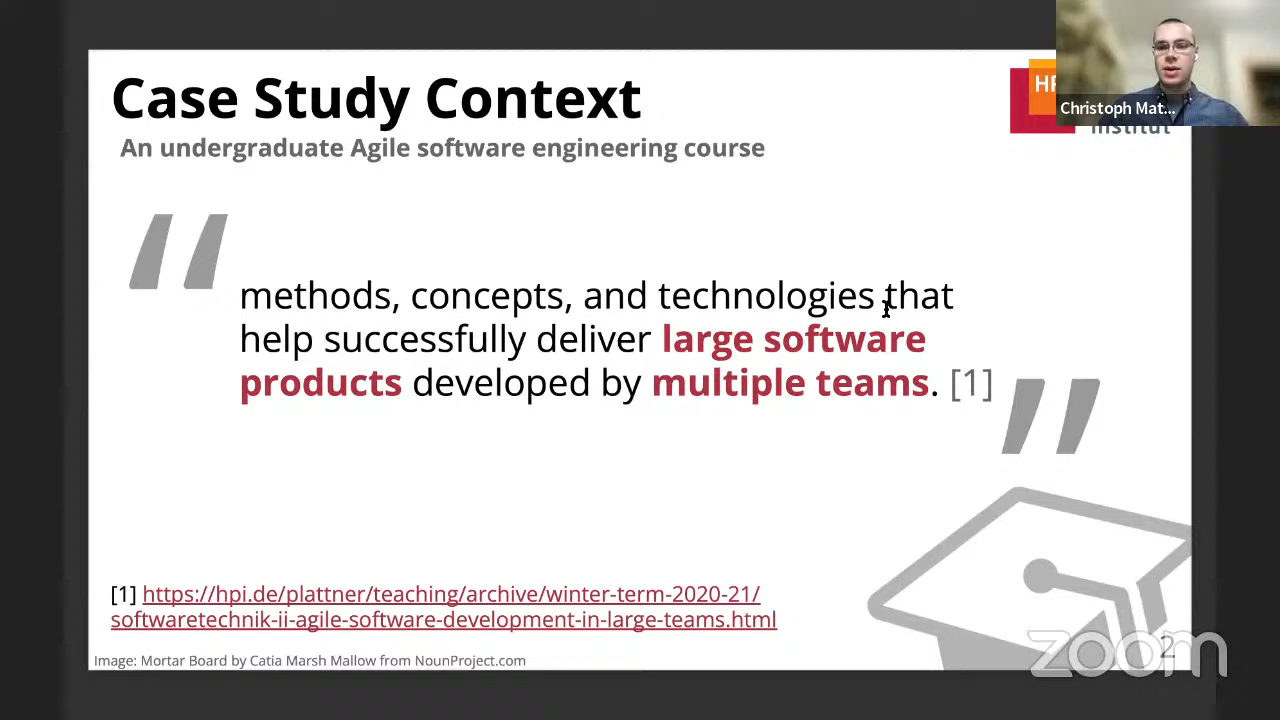 Case Study Context
An undergraduate Agile software engineering course
HP
Christoph Mat...
Institut
“
methods, concepts, and technologies that
help successfully deliver large software
products developed by multiple teams. [1]
”
[1] https://hpi.de/plattner/teaching/archive/winter-term-2020-21/
softwaretechnik-ii-agile-software-development-in-large-teams.html
Image: Mortar Board by Catia Marsh Mallow from NounProject.com
2
zoom